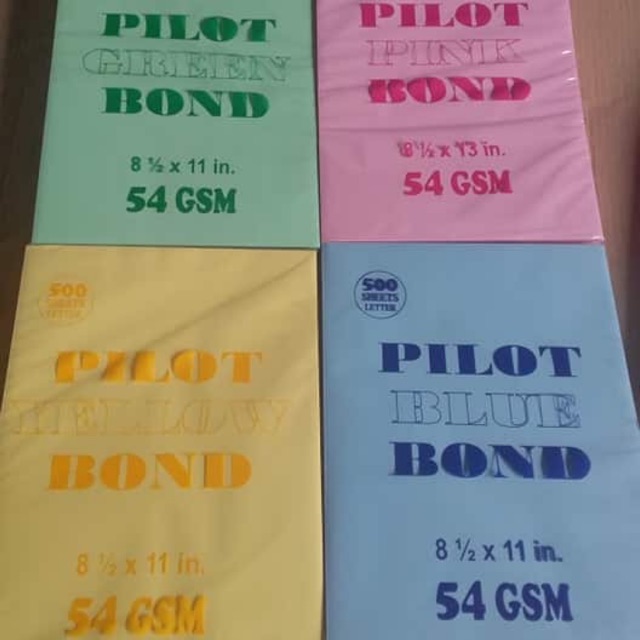 PILOT
GREEN
BOND
8 ½ x 11 in.
54 GSM
PILOT
PINK
BOND
8 ½ x 13 in.
54 GSM
500
SHEETS
LETTER
PILOT
YELLOW
BOND
8 ½ x 11 in.
54 GSM
500
SHEETS
LETTER
PILOT
BLUE
BOND
8 ½ x 11 in.
54 GSM